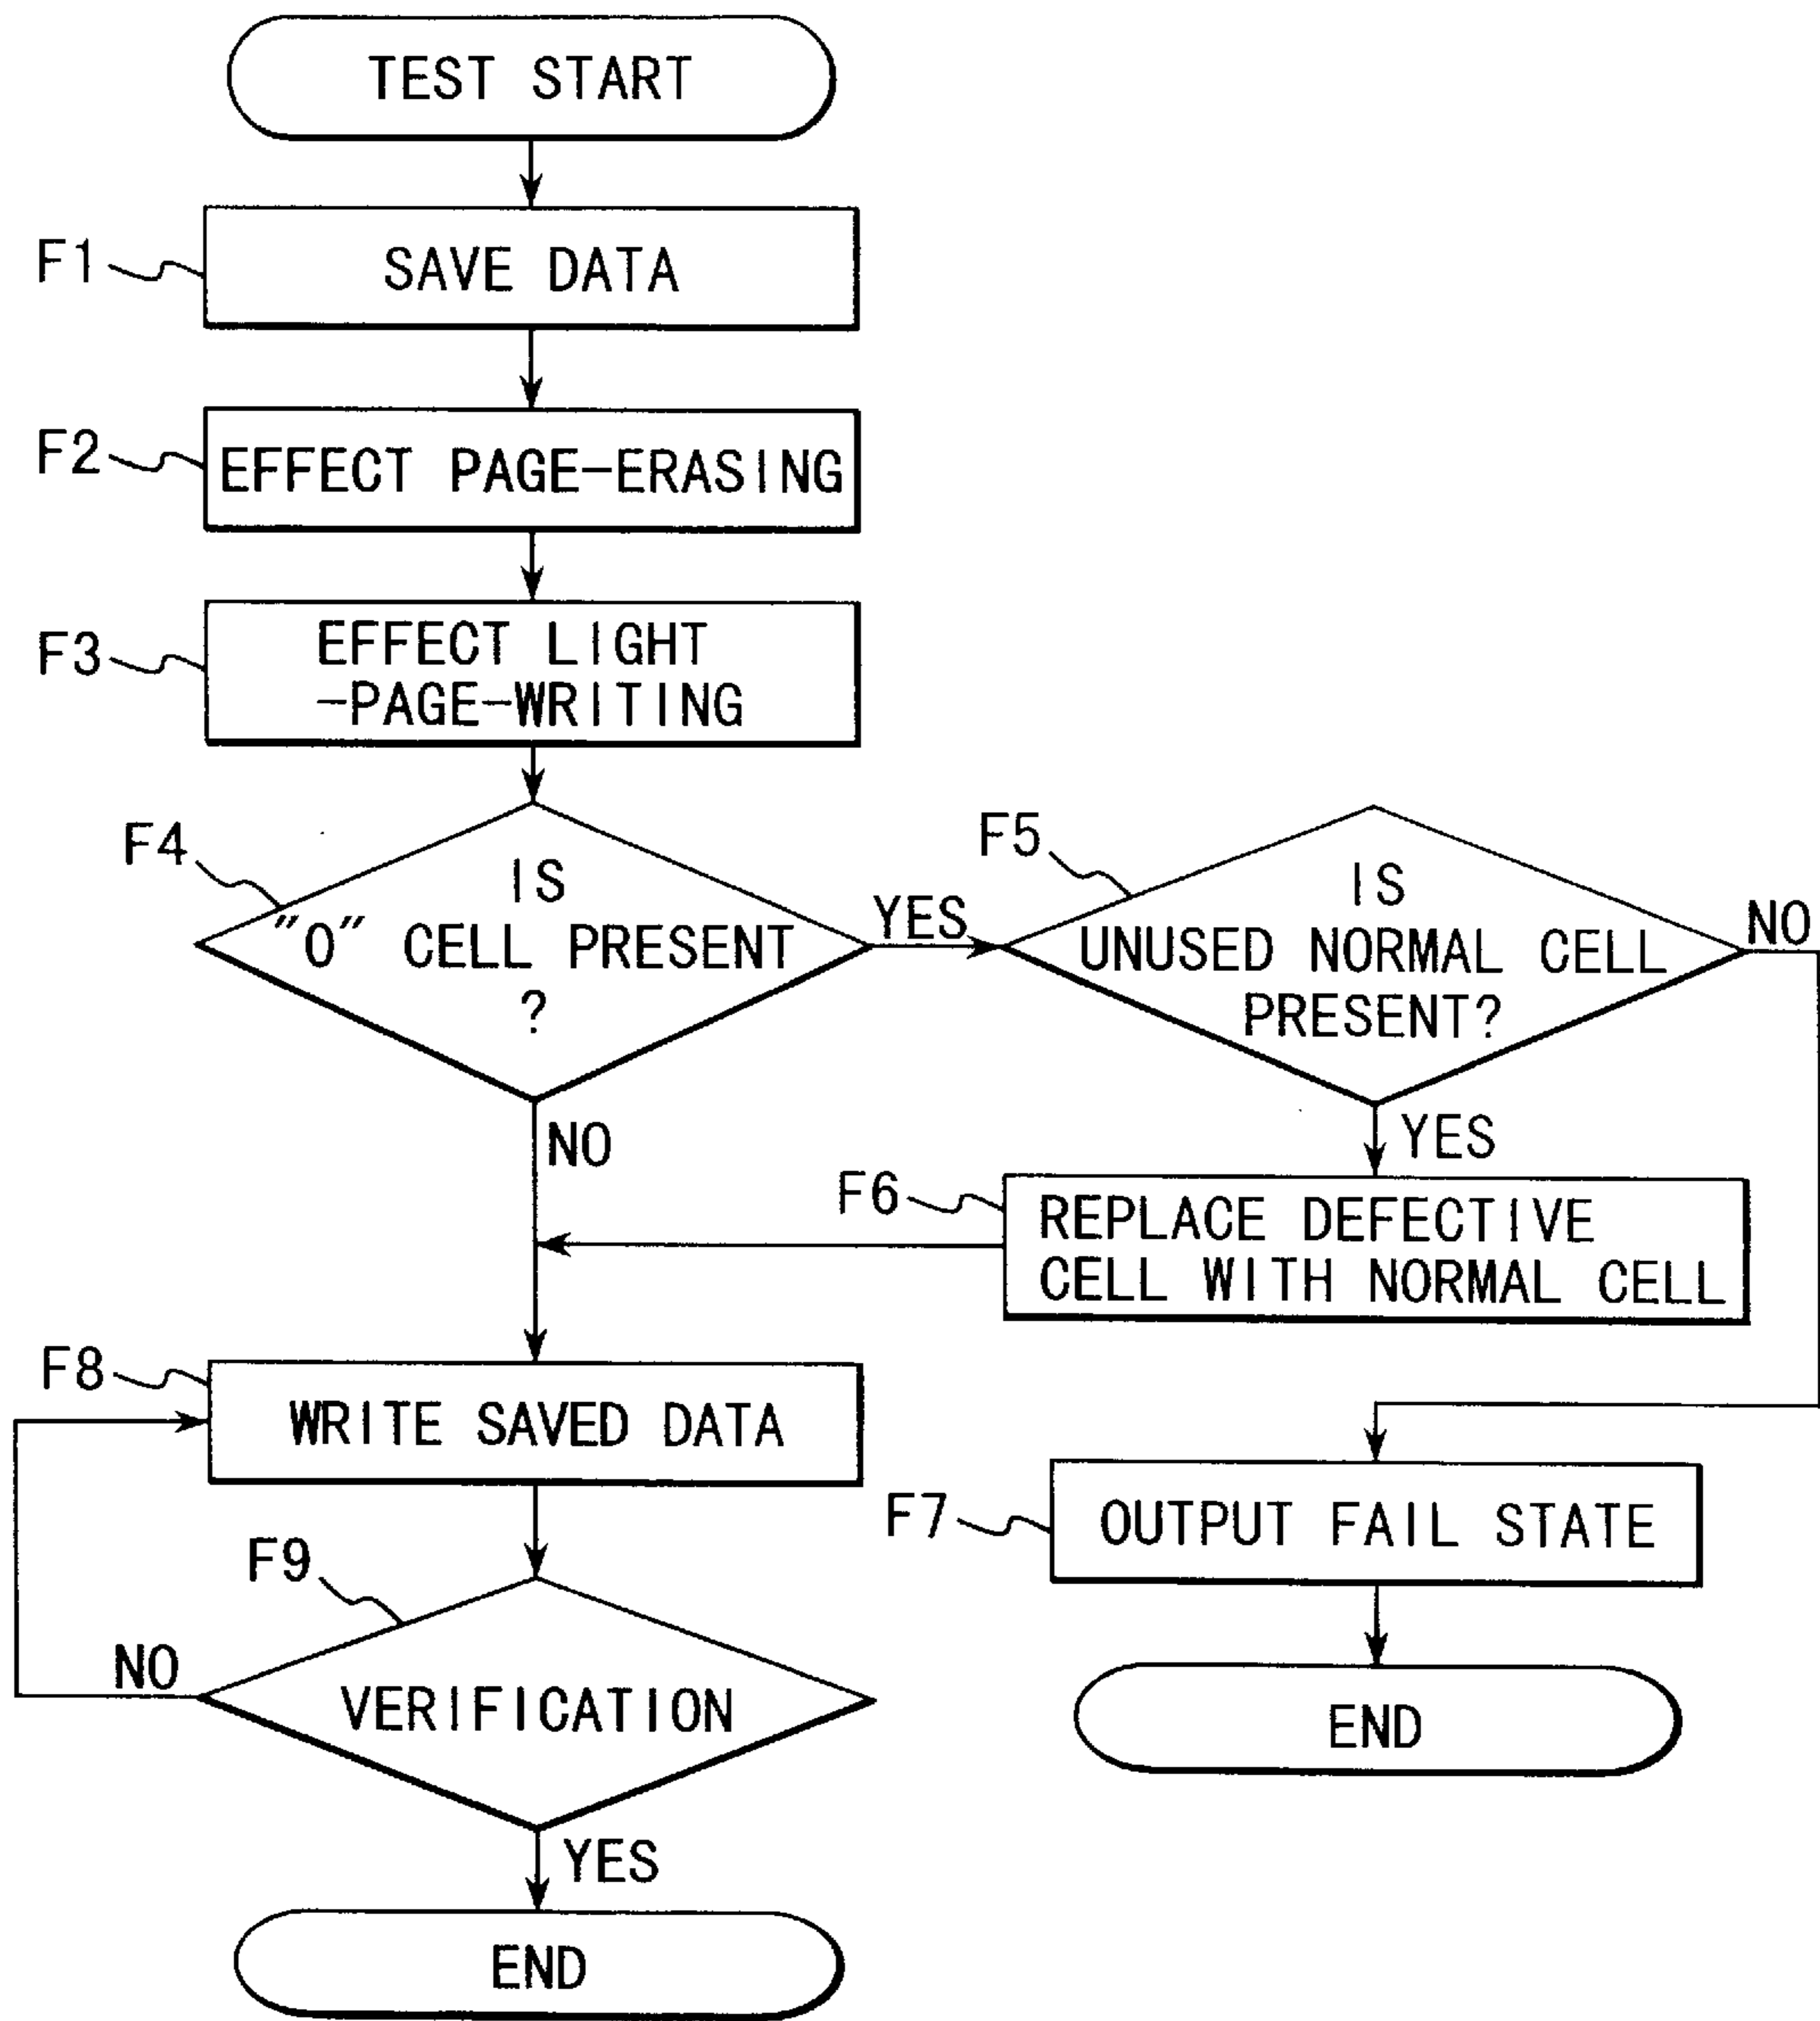 TEST START
F1
SAVE DATA
F2
EFFECT PAGE-ERASING
F3
EFFECT LIGHT
-PAGE-WRITING
F4
IS
"0" CELL PRESENT
?
YES
NO
F5
IS
UNUSED NORMAL CELL
PRESENT?
NO
YES
F6
REPLACE DEFECTIVE
CELL WITH NORMAL CELL
F8
WRITE SAVED DATA
F7
OUTPUT FAIL STATE
END
F9
VERIFICATION
NO
YES
END